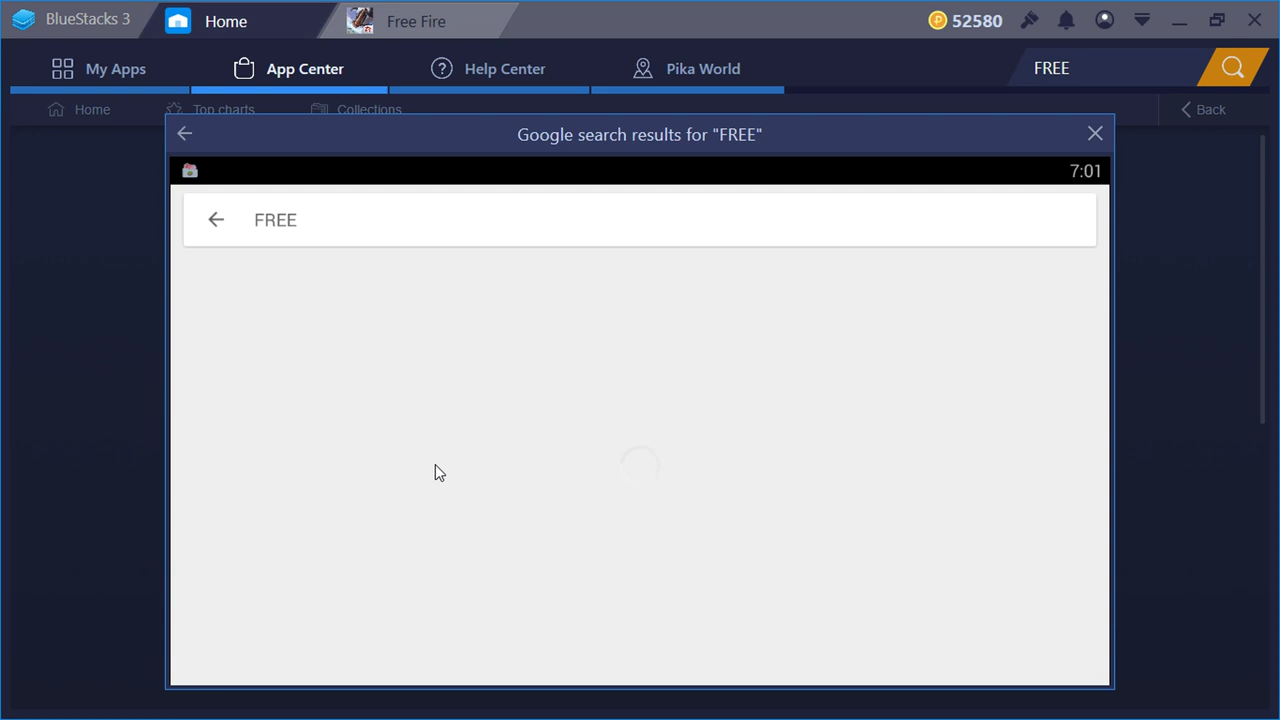 BlueStacks 3
Home
Free Fire
52580
My Apps
App Center
Help Center
Pika World
FREE
Home
Top charts
Collections
Back
Google search results for "FREE"
7:01
FREE